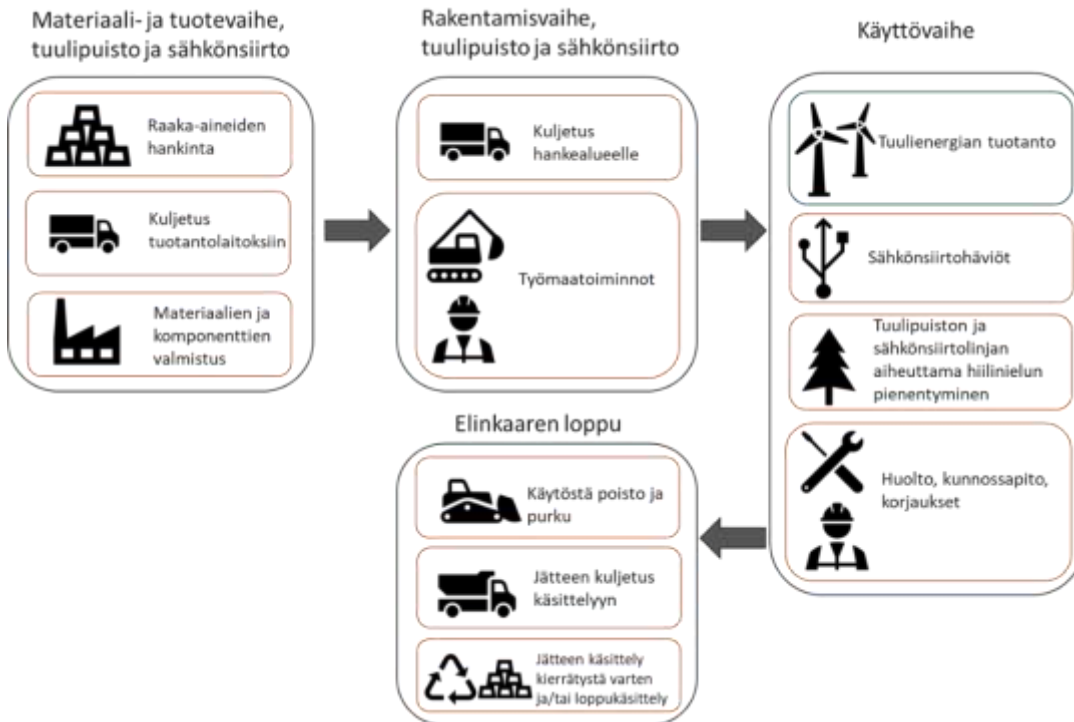 Materiaali- ja tuotevaihe,
tuulipuisto ja sähkönsiirto
Raaka-aineiden
hankinta
Kuljetus
tuotantolaitoksiin
Materiaalien ja
komponenttien
valmistus
Rakentamisvaihe,
tuulipuisto ja sähkönsiirto
Kuljetus
hankealueelle
Työmaatoiminnot
Käyttövaihe
Tuulienergian tuotanto
Sähkönsiirtohäviöt
Tuulipuiston ja
sähkönsiirtolinjan
aiheuttama hiilinielun
pienentyminen
Huolto, kunnossapito,
korjaukset
Elinkaaren loppu
Käytöstä poisto ja
purku
Jätteen kuljetus
käsittelyyn
Jätteen käsittely
kierrätystä varten
ja/tai loppukäsittely